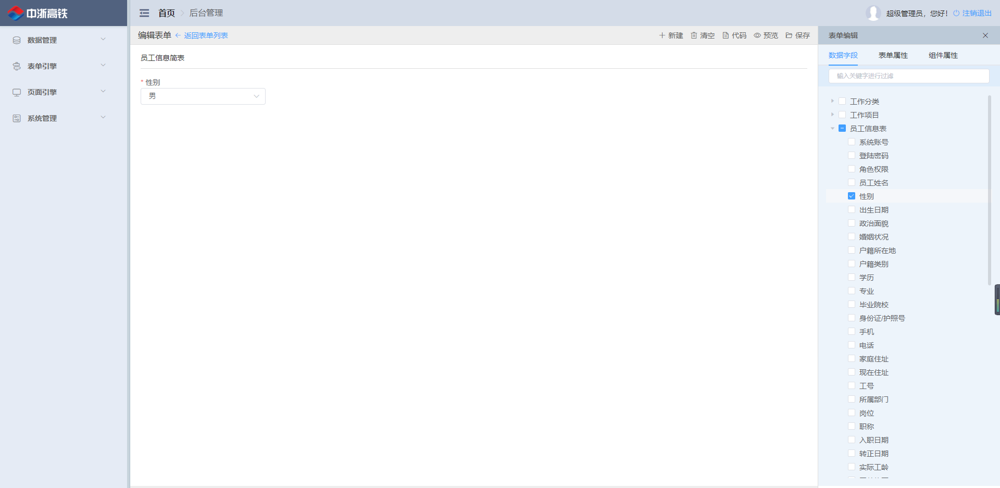 中浙高铁
首页 后台管理
超级管理员，您好！ 注销退出
数据管理
表单引擎
页面引擎
系统管理
编辑表单 返回表单列表
新建 清空 代码 预览 保存
员工信息简表
* 性别
男
表单编辑
数据字段 表单属性 组件属性
输入关键字进行过滤
工作分类
工作项目
员工信息表
系统账号
登陆密码
角色权限
员工姓名
性别
出生日期
政治面貌
婚姻状况
户籍所在地
户籍类别
学历
专业
毕业院校
身份证/护照号
手机
电话
家庭住址
现在住址
工号
所属部门
岗位
职称
入职日期
转正日期
实际工龄